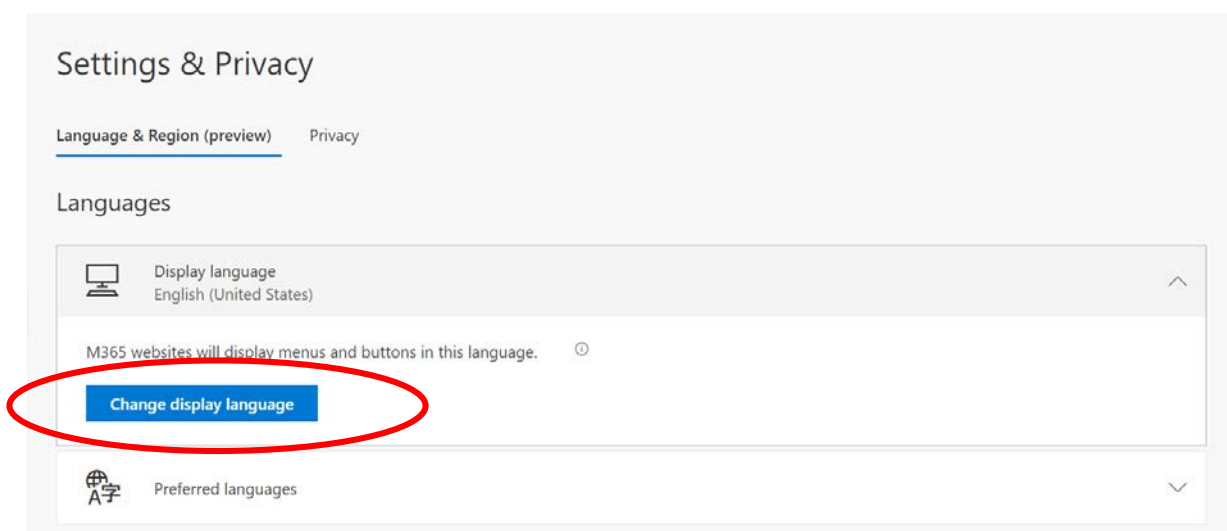 Settings & Privacy
Language & Region (preview) Privacy
Languages
Display language
English (United States)
M365 websites will display menus and buttons in this language.
Change display language
Preferred languages